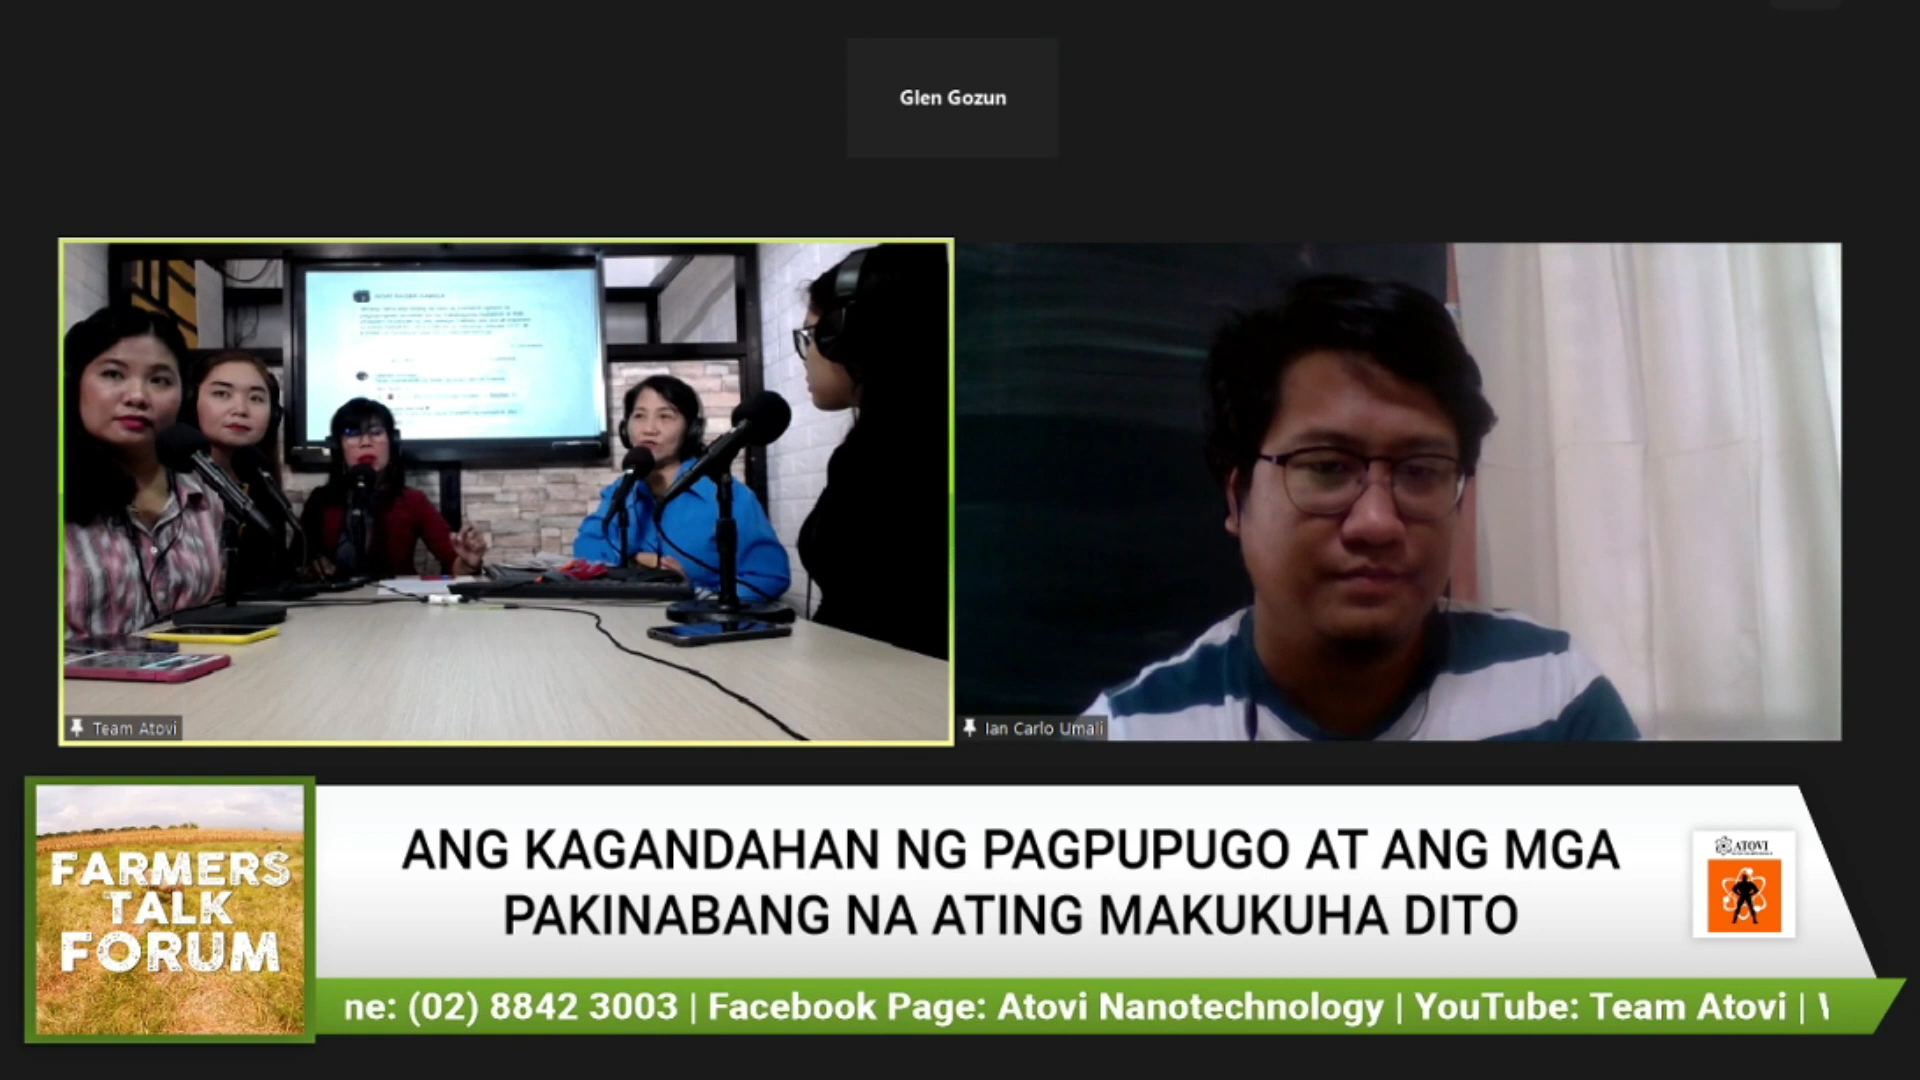 Glen Gozun
Team Atovi
Ian Carlo Umali
FARMERS
TALK
FORUM
ANG KAGANDAHAN NG PAGPUPUGO AT ANG MGA
PAKINABANG NA ATING MAKUKUHA DITO
ATOVI
ne: (02) 8842 3003 | Facebook Page: Atovi Nanotechnology | YouTube: Team Atovi |